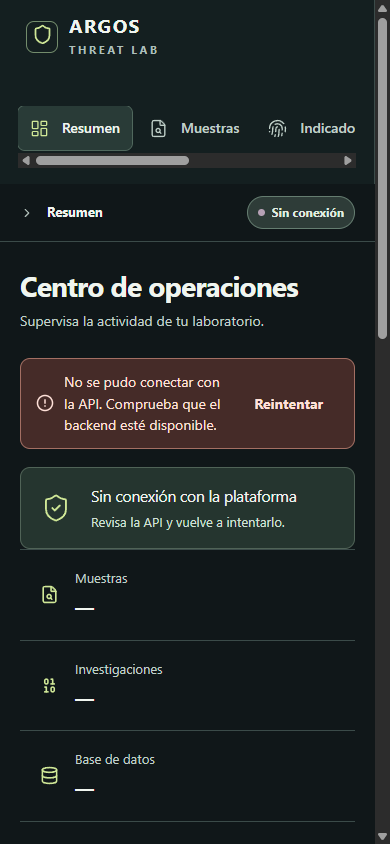 ARGOS
THREAT LAB
Resumen
Muestras
Indicado
Resumen
Sin conexión
Centro de operaciones
Supervisa la actividad de tu laboratorio.
No se pudo conectar con
la API. Comprueba que el
backend esté disponible.
Reintentar
Sin conexión con la plataforma
Revisa la API y vuelve a intentarlo.
Muestras
—
Investigaciones
—
Base de datos
—